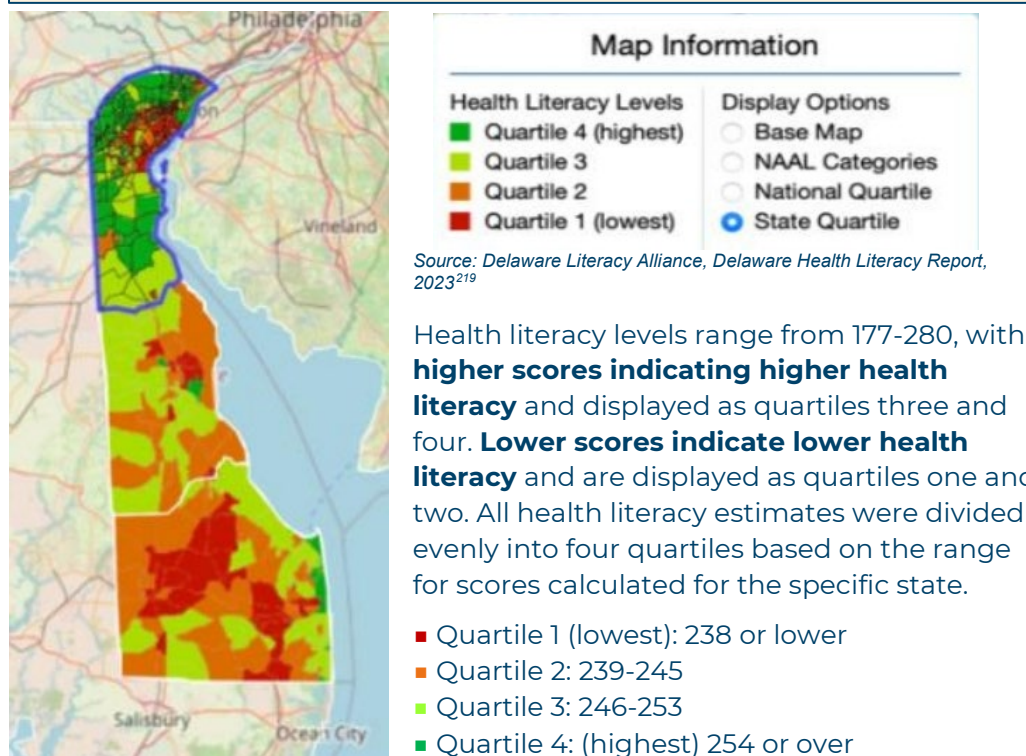 Philadelphia
Vineland
Salisbury
Ocean City
Map Information
Health Literacy Levels
Quartile 4 (highest)
Quartile 3
Quartile 2
Quartile 1 (lowest)
Display Options
Base Map
NAAL Categories
National Quartile
State Quartile
Source: Delaware Literacy Alliance, Delaware Health Literacy Report,
2023219
Health literacy levels range from 177-280, with
higher scores indicating higher health
literacy and displayed as quartiles three and
four. Lower scores indicate lower health
literacy and are displayed as quartiles one and
two. All health literacy estimates were divided
evenly into four quartiles based on the range
for scores calculated for the specific state.
Quartile 1 (lowest): 238 or lower
Quartile 2: 239-245
Quartile 3: 246-253
Quartile 4: (highest) 254 or over